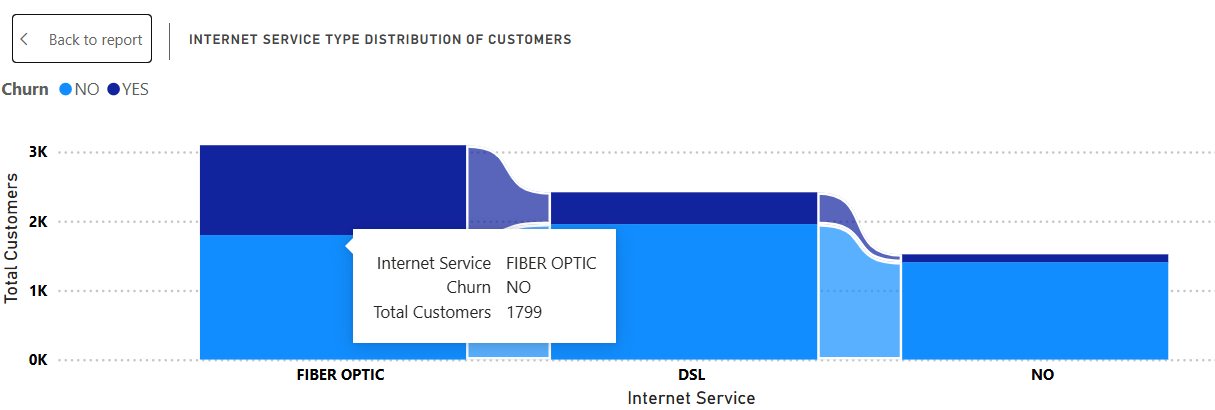 Back to report
INTERNET SERVICE TYPE DISTRIBUTION OF CUSTOMERS
Churn NO YES
3K
2K
1K
0K
Total Customers
Internet Service FIBER OPTIC
Churn NO
Total Customers 1799
FIBER OPTIC DSL NO
Internet Service